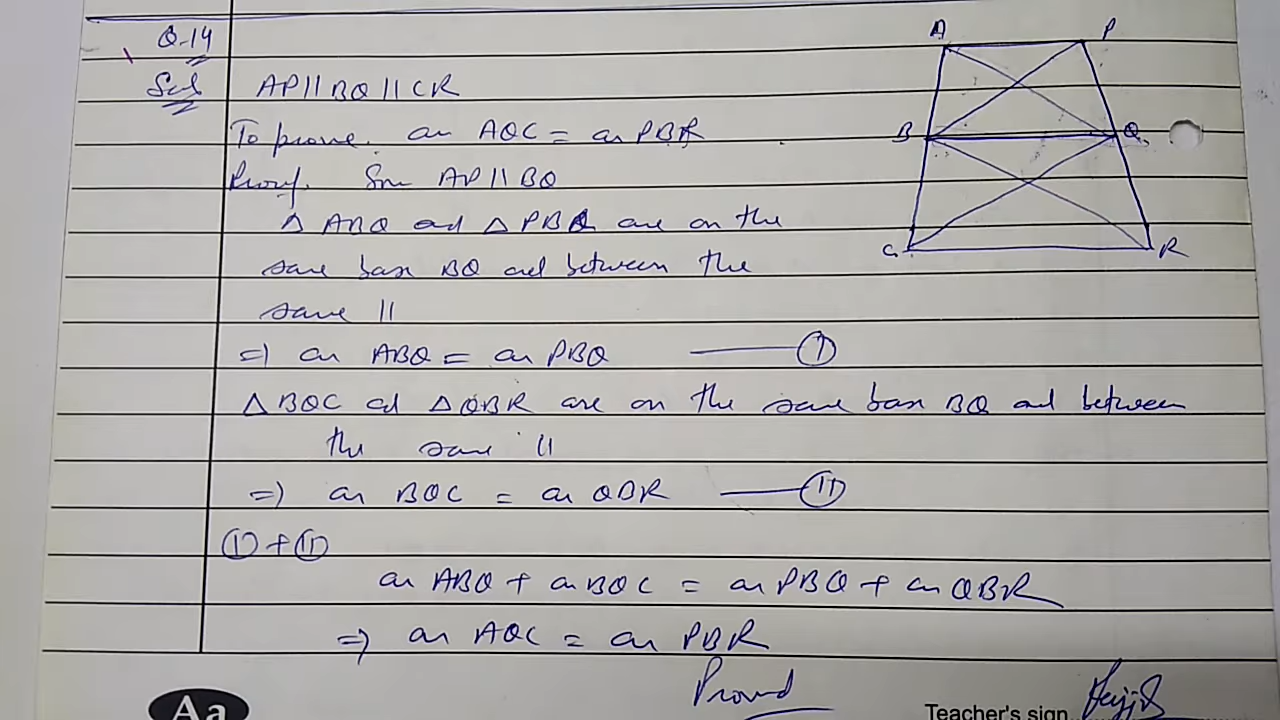 Q-14
Sol AP || BQ || CR
To prove. ar AQC = ar PBR
Proof. Sin AP || BQ
Δ ABQ and Δ PBQ are on the
same base BQ and between the
same ||
=) ar ABQ = ar PBQ ——— (I)
Δ BQC ad Δ QBR are on the same base BQ and between
the same ||
=) ar BQC = ar QBR ——— (II)
(I) + (II)
ar ABQ + ar BQC = ar PBQ + ar QBR
=) ar AQC = ar PBR
Proved
A P
B Q
C R
Aa
Teacher's sign.